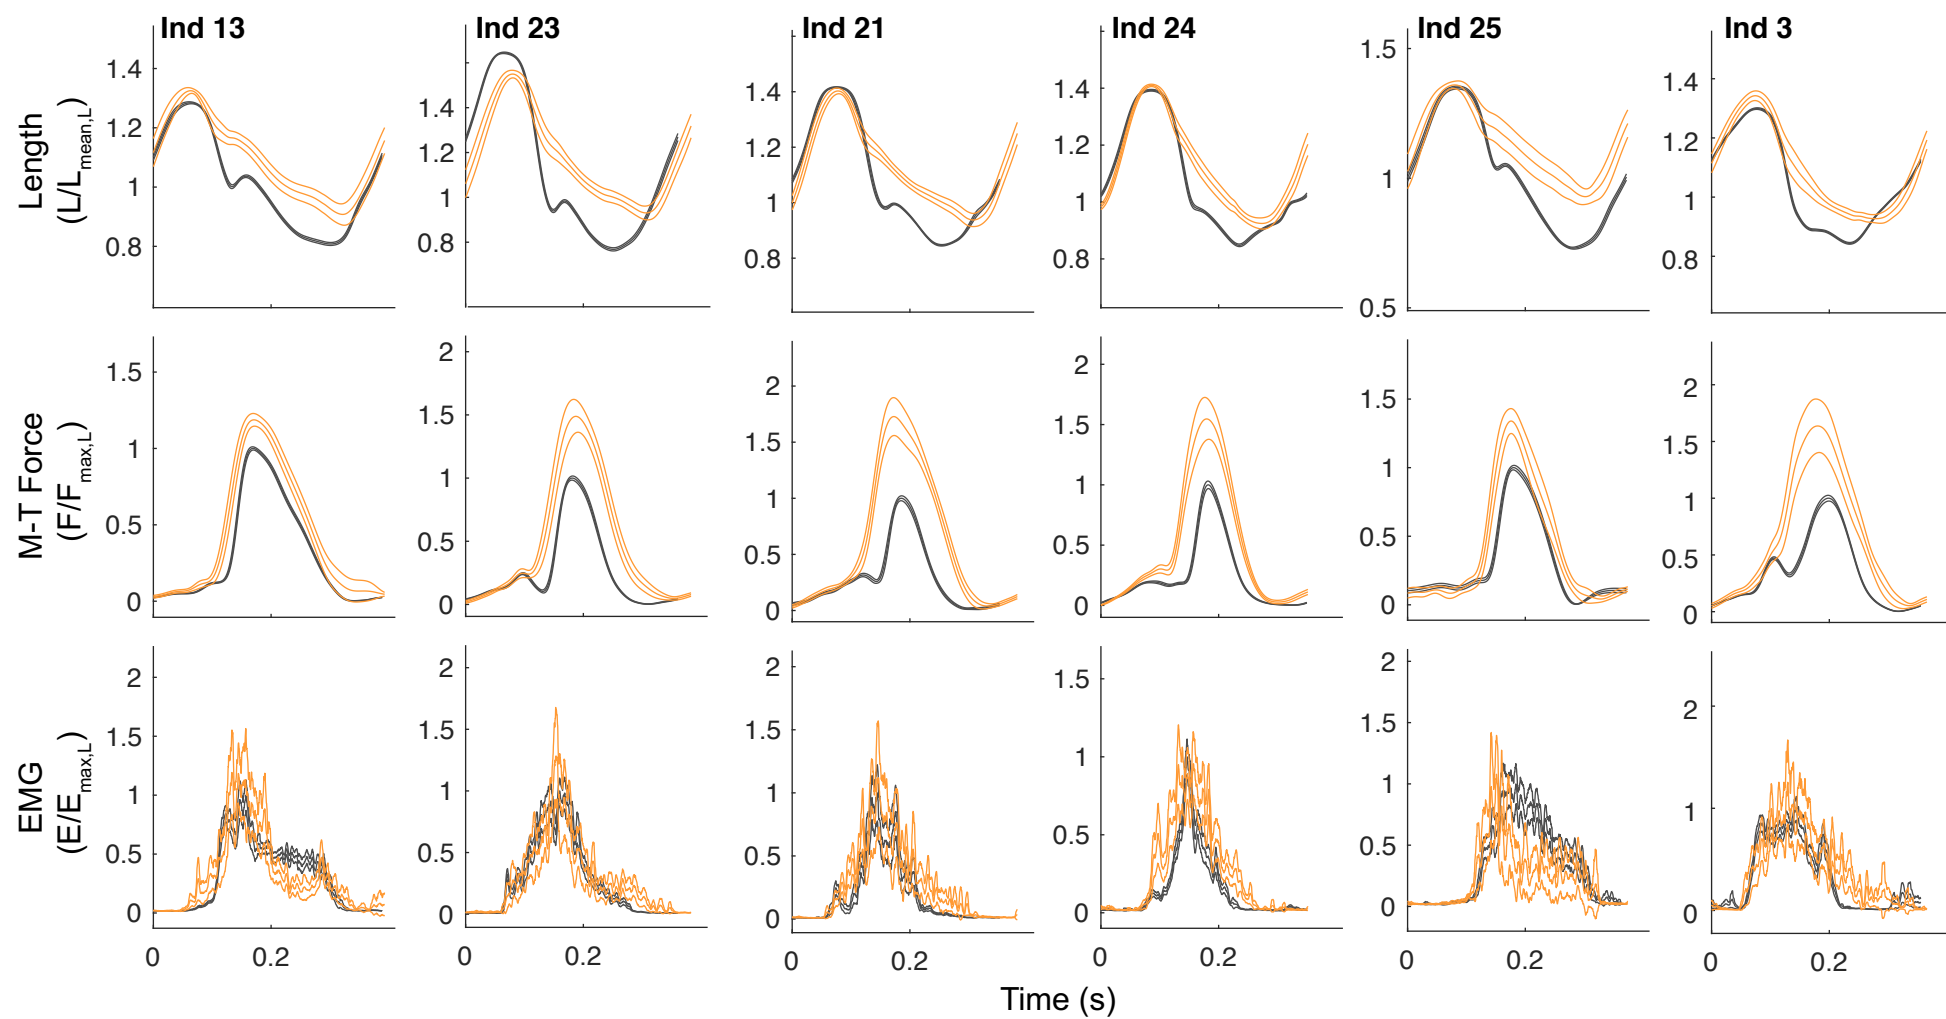 Ind 13 Ind 23 Ind 21 Ind 24 Ind 25 Ind 3
Length
(L/Lmean,L)
1.4 1.2 1 0.8
1.4 1.2 1 0.8
1.4 1.2 1 0.8
1.4 1.2 1 0.8
1.5 1 0.5
1.4 1.2 1 0.8
M-T Force
(F/Fmax,L)
1.5 1 0.5 0
2 1.5 1 0.5 0
2 1.5 1 0.5 0
2 1.5 1 0.5 0
1.5 1 0.5 0
2 1.5 1 0.5 0
EMG
(E/Emax,L)
2 1.5 1 0.5 0
2 1.5 1 0.5 0
2 1.5 1 0.5 0
1.5 1 0.5 0
2 1.5 1 0.5 0
2 1 0
0 0.2 0 0.2 0 0.2 0 0.2 0 0.2 0 0.2
Time (s)